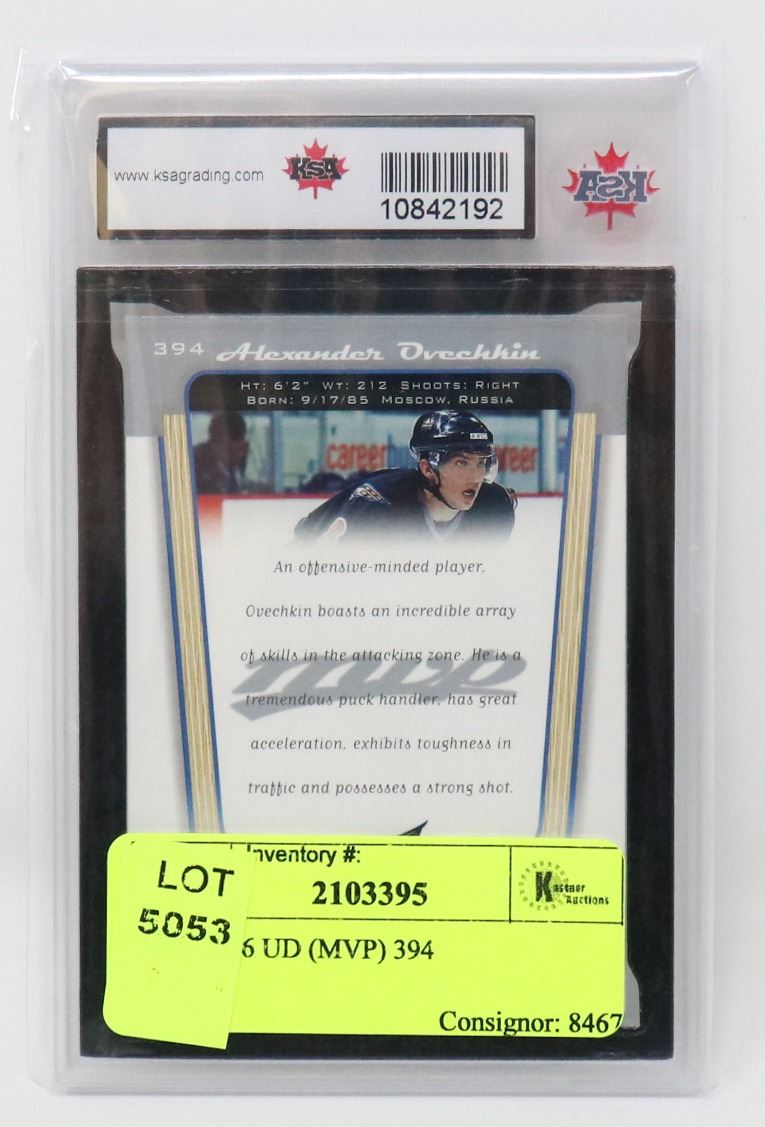 www.ksagrading.com
KSA
10842192
KSA
394 Alexander Ovechkin
Ht: 6'2" Wt: 212 Shoots: Right
Born: 9/17/85 Moscow, Russia
career
career
An offensive-minded player,
Ovechkin boasts an incredible array
of skills in the attacking zone. He is a
mvp
tremendous puck handler, has great
acceleration, exhibits toughness in
traffic and possesses a strong shot.
LOT
5053
Inventory #:
2103395
Kastner
Auctions
6 UD (MVP) 394
Consignor: 8467